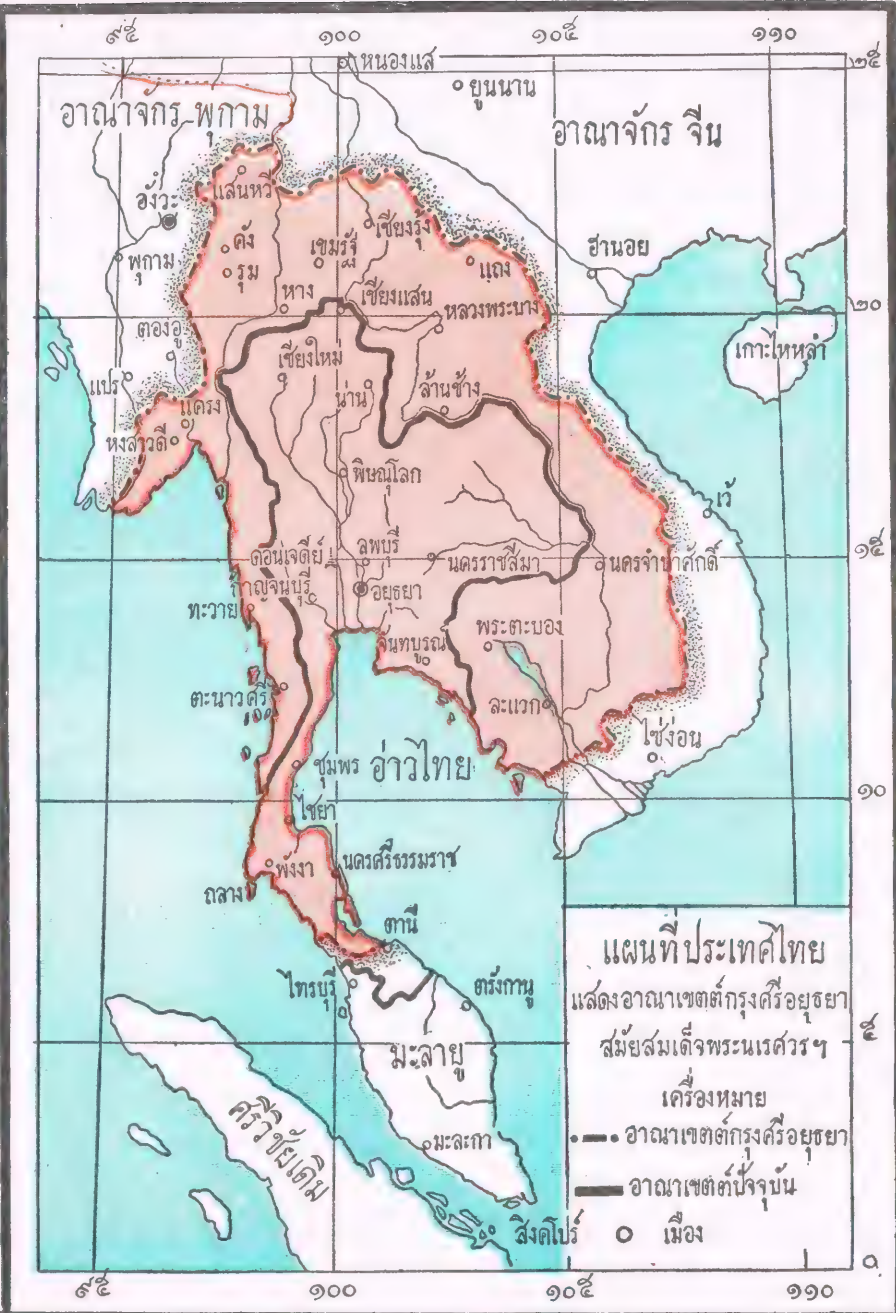 ๙๕ ๑๐๐ ๑๐๕ ๑๑๐
หนองแส
๒๕
ยูนนาน
อาณาจักร พุกาม
อาณาจักร จีน
แสนหวี
อังวะ
เชียงรุ้ง
คัง
เขมรัฐ
ฮานอย
พุกาม
รุม
แถง
หาง
เชียงแสน
หลวงพระบาง
๒๐
ตองอู
เกาะไหหลำ
เชียงใหม่
แปร
น่าน
ล้านช้าง
แครง
หงสาวดี
พิษณุโลก
เว้
ดอนเจดีย์
ลพบุรี
นครราชสีมา
นครจำปาศักดิ์
๑๕
กาญจนบุรี
อยุธยา
ทะวาย
จันทบูรณ์
พระตะบอง
ตะนาวศรี
ละแวก
ไซ่ง่อน
ชุมพร
อ่าวไทย
๑๐
ไชยา
พังงา
นครศรีธรรมราช
ถลาง
ตานี
ไทรบุรี
ตรังกานู
มะลายู
๕
ศรีวิชัยเดิม
มะละกา
สิงคโปร์
แผนที่ประเทศไทย
แสดงอาณาเขตต์กรุงศรีอยุธยา
สมัยสมเด็จพระนเรศวรฯ
เครื่องหมาย
อาณาเขตต์กรุงศรีอยุธยา
อาณาเขตต์ปัจจุบัน
เมือง
๐
๙๕ ๑๐๐ ๑๐๕ ๑๑๐